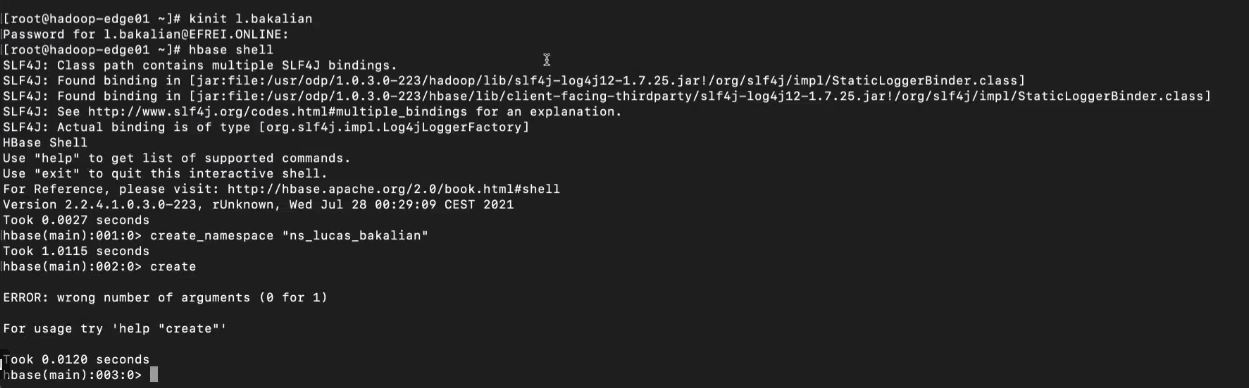 [root@hadoop-edge01 ~]# kinit l.bakalian
Password for l.bakalian@EFREI.ONLINE:
[root@hadoop-edge01 ~]# hbase shell
SLF4J: Class path contains multiple SLF4J bindings.
SLF4J: Found binding in [jar:file:/usr/odp/1.0.3.0-223/hadoop/lib/slf4j-log4j12-1.7.25.jar!/org/slf4j/impl/StaticLoggerBinder.class]
SLF4J: Found binding in [jar:file:/usr/odp/1.0.3.0-223/hbase/lib/client-facing-thirdparty/slf4j-log4j12-1.7.25.jar!/org/slf4j/impl/StaticLoggerBinder.class]
SLF4J: See http://www.slf4j.org/codes.html#multiple_bindings for an explanation.
SLF4J: Actual binding is of type [org.slf4j.impl.Log4jLoggerFactory]
HBase Shell
Use "help" to get list of supported commands.
Use "exit" to quit this interactive shell.
For Reference, please visit: http://hbase.apache.org/2.0/book.html#shell
Version 2.2.4.1.0.3.0-223, rUnknown, Wed Jul 28 00:29:09 CEST 2021
Took 0.0027 seconds
hbase(main):001:0> create_namespace "ns_lucas_bakalian"
Took 1.0115 seconds
hbase(main):002:0> create
ERROR: wrong number of arguments (0 for 1)
For usage try 'help "create"'
Took 0.0120 seconds
hbase(main):003:0>